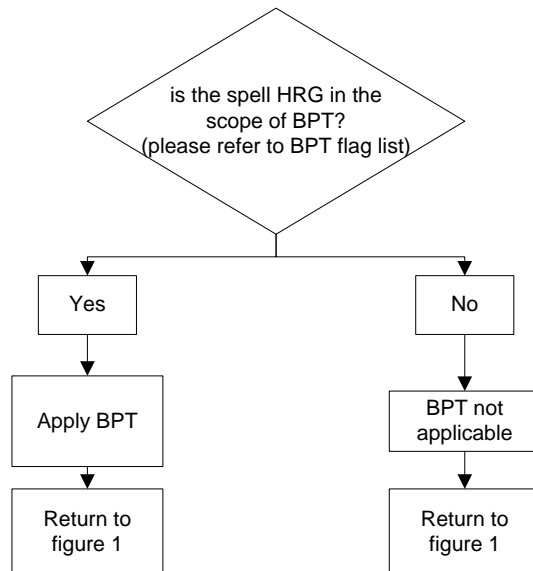 is the spell HRG in the
scope of BPT?
(please refer to BPT flag list)
Yes
No
Apply BPT
BPT not
applicable
Return to
figure 1
Return to
figure 1